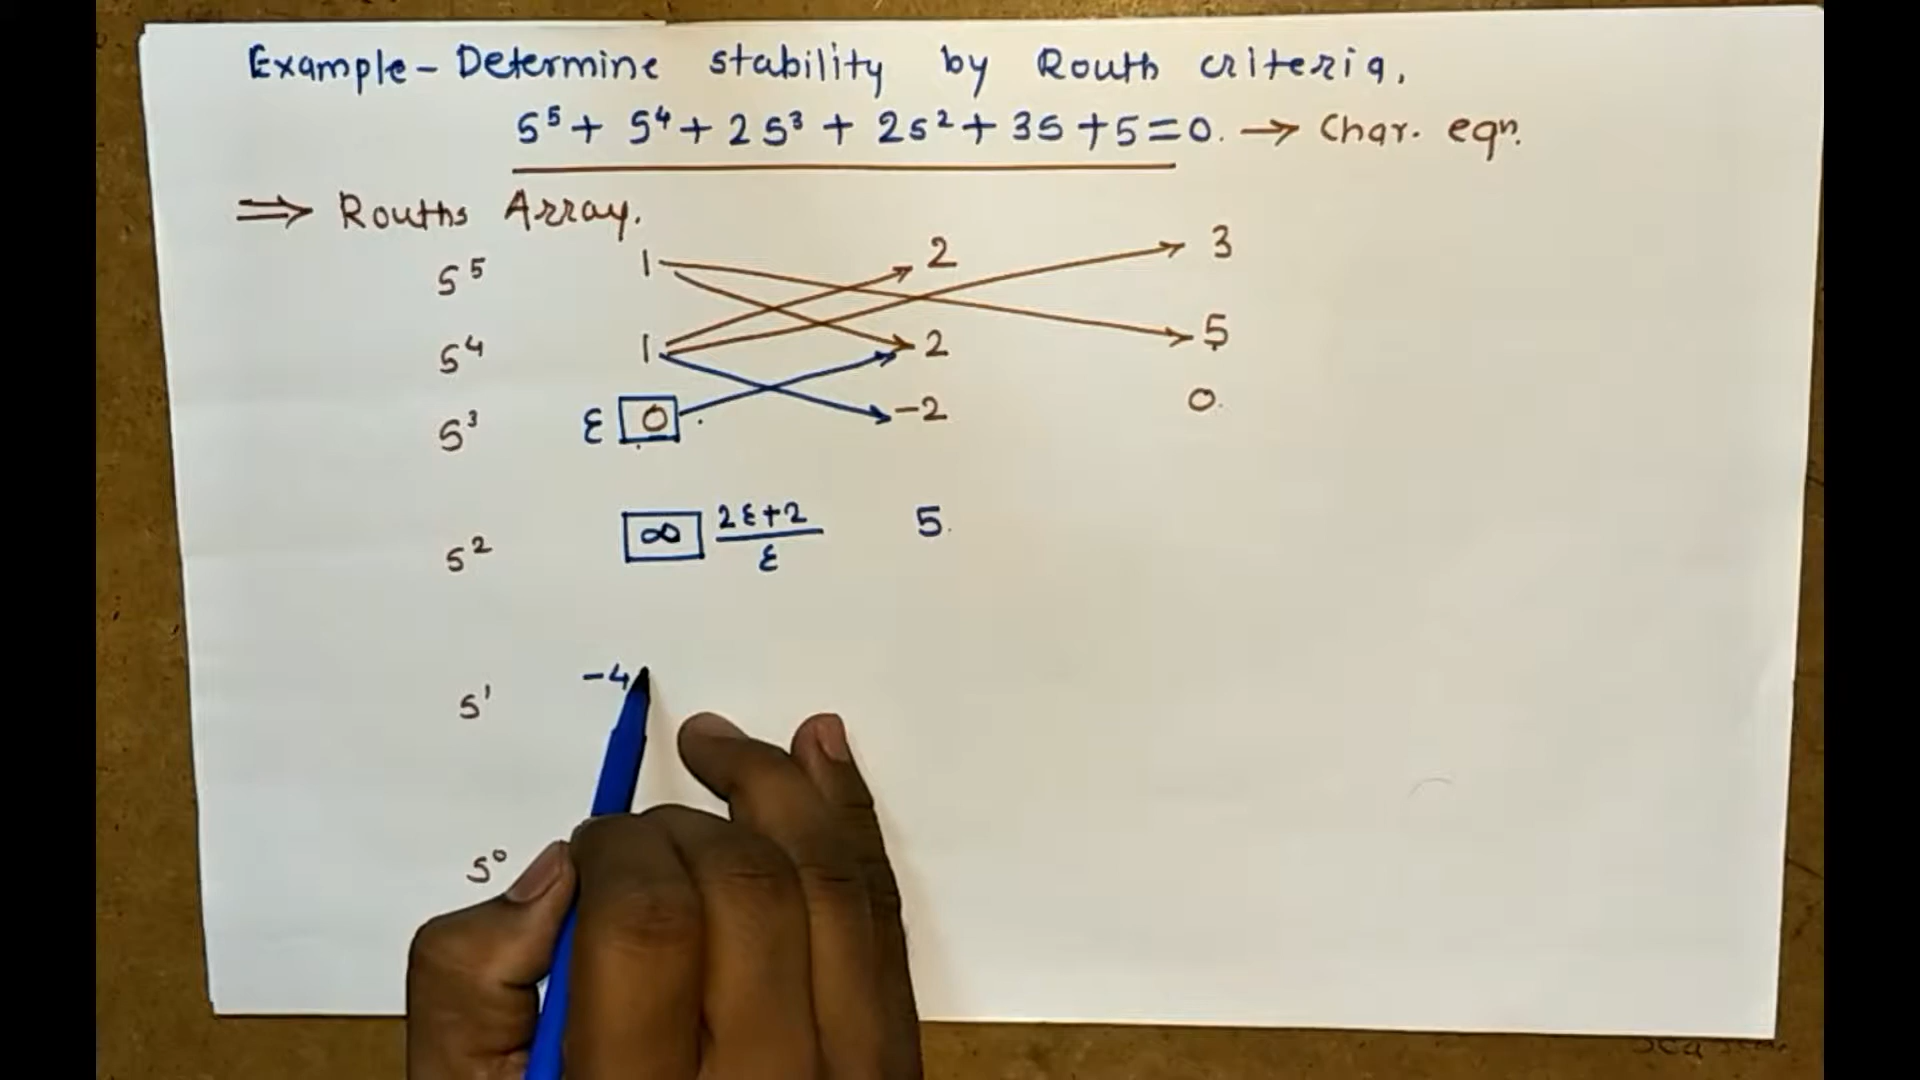 Example - Determine stability by Routh criteria.
s⁵ + s⁴ + 2s³ + 2s² + 3s + 5 = 0. → Char. eqn.
⇒ Rouths Array.
s⁵ 1 2 3
s⁴ 1 2 5
s³ ε 0 -2 0.
s² ∞ (2ε+2)/ε 5.
s¹ -4
s⁰